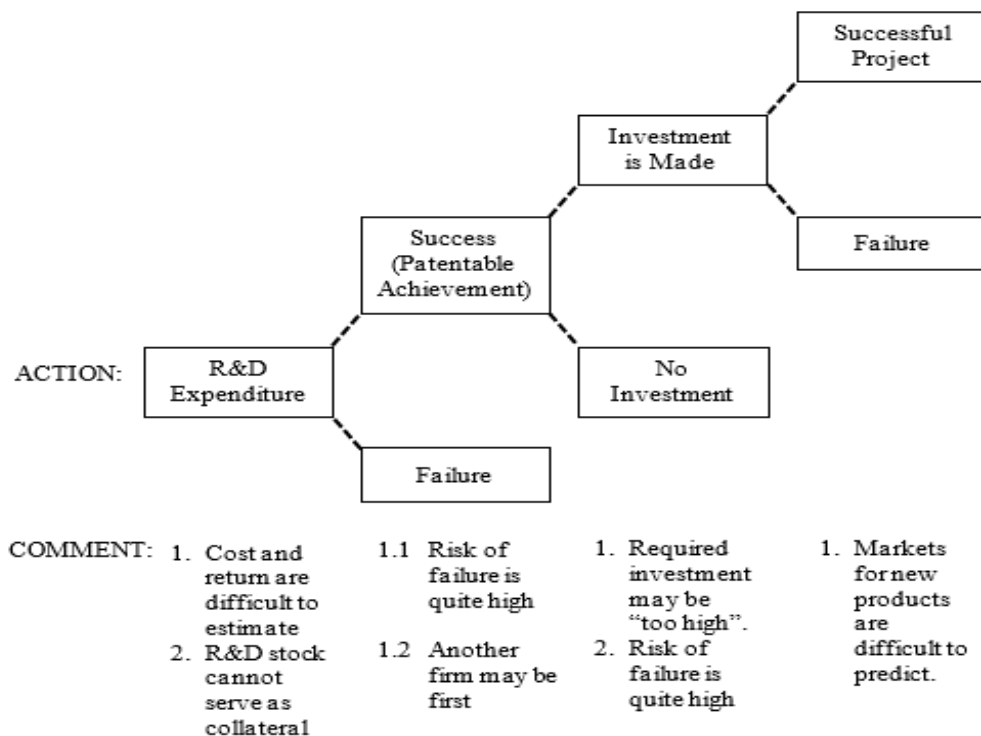 Successful
Project
Investment
is Made
Success
(Patentable
Achievement)
Failure
ACTION:
R&D
Expenditure
No
Investment
Failure
COMMENT:
1. Cost and
return are
difficult to
estimate
2. R&D stock
cannot
serve as
collateral
1.1 Risk of
failure is
quite high
1.2 Another
firm may be
first
1. Required
investment
may be
“too high”.
2. Risk of
failure is
quite high
1. Markets
for new
products
are
difficult to
predict.